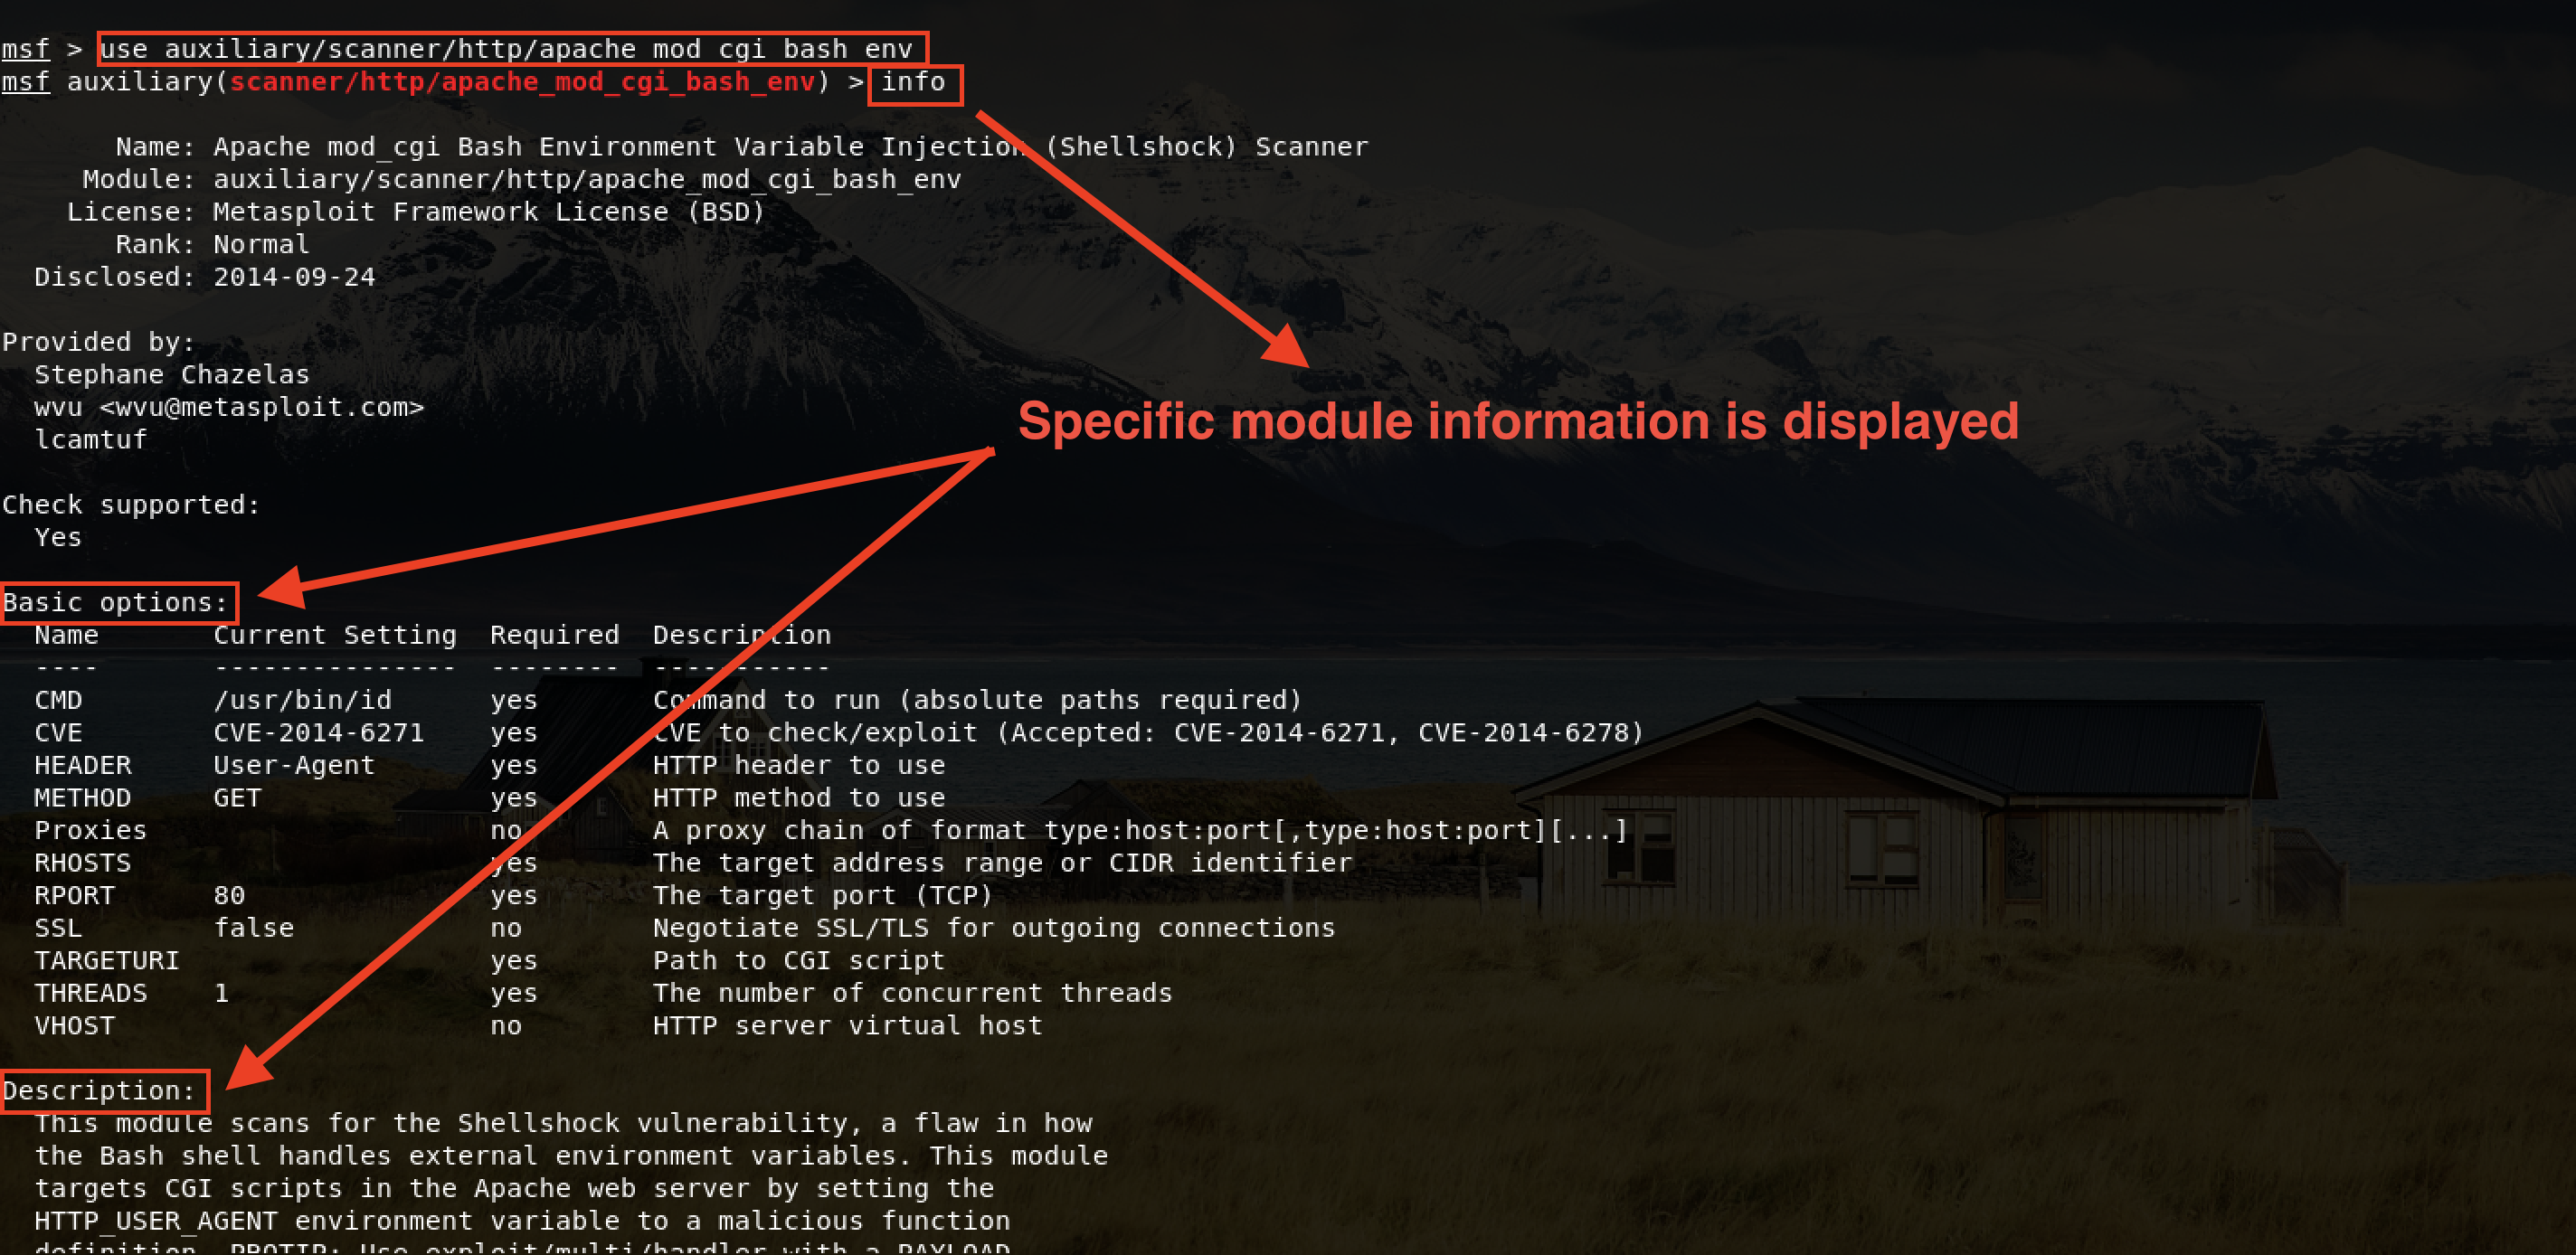 msf > use auxiliary/scanner/http/apache_mod_cgi_bash_env
msf auxiliary(scanner/http/apache_mod_cgi_bash_env) > info
Name: Apache mod_cgi Bash Environment Variable Injection (Shellshock) Scanner
Module: auxiliary/scanner/http/apache_mod_cgi_bash_env
License: Metasploit Framework License (BSD)
Rank: Normal
Disclosed: 2014-09-24
Provided by:
Stephane Chazelas
wvu <wvu@metasploit.com>
lcamtuf
Specific module information is displayed
Check supported:
Yes
Basic options:
Name Current Setting Required Description
---- --------------- -------- -----------
CMD /usr/bin/id yes Command to run (absolute paths required)
CVE CVE-2014-6271 yes CVE to check/exploit (Accepted: CVE-2014-6271, CVE-2014-6278)
HEADER User-Agent yes HTTP header to use
METHOD GET yes HTTP method to use
Proxies no A proxy chain of format type:host:port[,type:host:port][...]
RHOSTS yes The target address range or CIDR identifier
RPORT 80 yes The target port (TCP)
SSL false no Negotiate SSL/TLS for outgoing connections
TARGETURI yes Path to CGI script
THREADS 1 yes The number of concurrent threads
VHOST no HTTP server virtual host
Description:
This module scans for the Shellshock vulnerability, a flaw in how
the Bash shell handles external environment variables. This module
targets CGI scripts in the Apache web server by setting the
HTTP_USER_AGENT environment variable to a malicious function
definition. PROTIP: Use exploit/multi/handler with a PAYLOAD